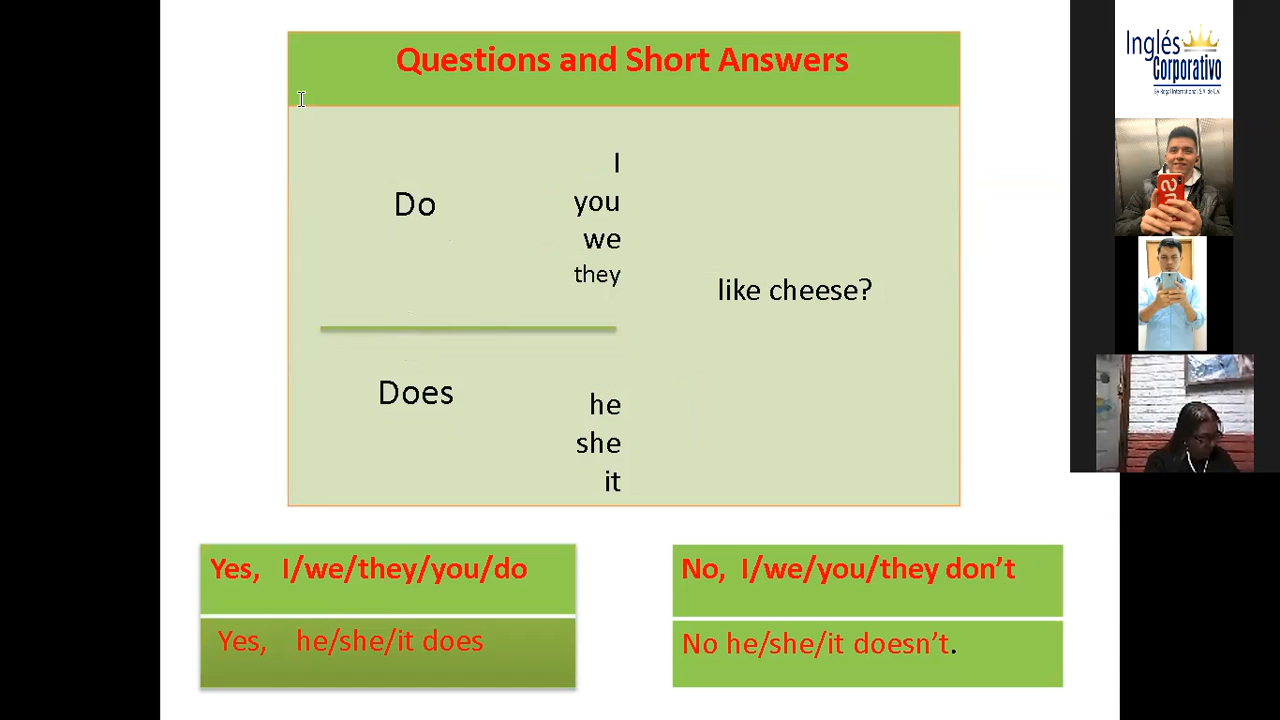 Questions and Short Answers
I
Do
you
we
they
like cheese?
Does
he
she
it
Yes, I/we/they/you/do
No, I/we/you/they don’t
Yes, he/she/it does
No he/she/it doesn’t.
Inglés
Corporativo